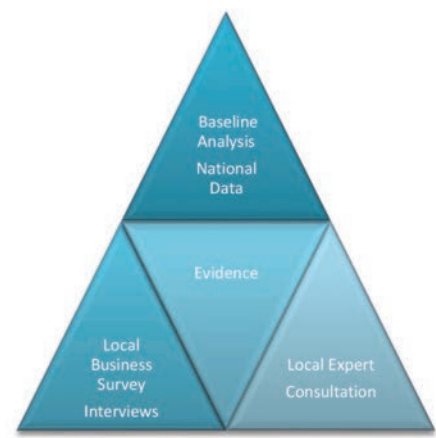 Baseline
Analysis
National
Data
Evidence
Local
Business
Survey
Interviews
Local Expert
Consultation